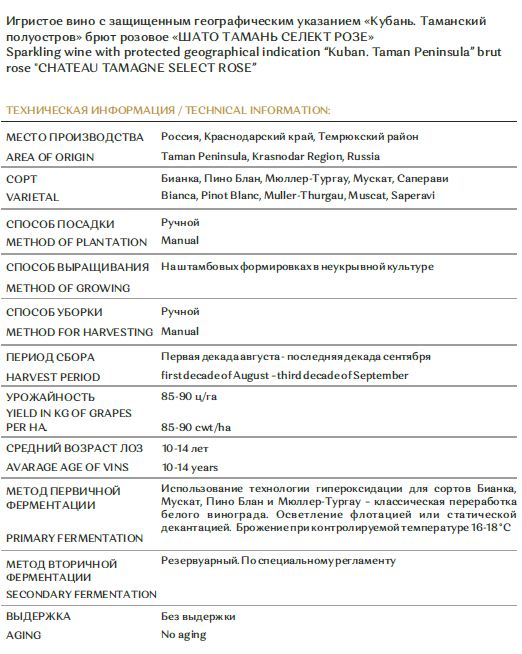 Игристое вино с защищенным географическим указанием «Кубань. Таманский
полуостров» брют розовое «ШАТО ТАМАНЬ СЕЛЕКТ РОЗЕ»
Sparkling wine with protected geographical indication “Kuban. Taman Peninsula” brut
rose "CHATEAU TAMAGNE SELECT ROSE”
ТЕХНИЧЕСКАЯ ИНФОРМАЦИЯ / TECHNICAL INFORMATION:
МЕСТО ПРОИЗВОДСТВА Россия, Краснодарский край, Темрюкский район
AREA OF ORIGIN Taman Peninsula, Krasnodar Region, Russia
СОРТ Бианка, Пино Блан, Мюллер-Тургау, Мускат, Саперави
VARIETAL Bianca, Pinot Blanc, Muller-Thurgau, Muscat, Saperavi
СПОСОБ ПОСАДКИ Ручной
METHOD OF PLANTATION Manual
СПОСОБ ВЫРАЩИВАНИЯ На штамбовых формировках в неукрывной культуре
METHOD OF GROWING
СПОСОБ УБОРКИ Ручной
METHOD FOR HARVESTING Manual
ПЕРИОД СБОРА Первая декада августа - последняя декада сентября
HARVEST PERIOD first decade of August – third decade of September
УРОЖАЙНОСТЬ 85-90 ц/га
YIELD IN KG OF GRAPES
PER HA. 85-90 cwt/ha
СРЕДНИЙ ВОЗРАСТ ЛОЗ 10-14 лет
AVARAGE AGE OF VINS 10-14 years
МЕТОД ПЕРВИЧНОЙ
ФЕРМЕНТАЦИИ
PRIMARY FERMENTATION
Использование технологии гипероксидации для сортов Бианка,
Мускат, Пино Блан и Мюллер-Тургау – классическая переработка
белого винограда. Осветление флотацией или статической
декантацией. Брожение при контролируемой температуре 16-18°C
МЕТОД ВТОРИЧНОЙ Резервуарный. По специальному регламенту
ФЕРМЕНТАЦИИ
SECONDARY FERMENTATION
ВЫДЕРЖКА Без выдержки
AGING No aging